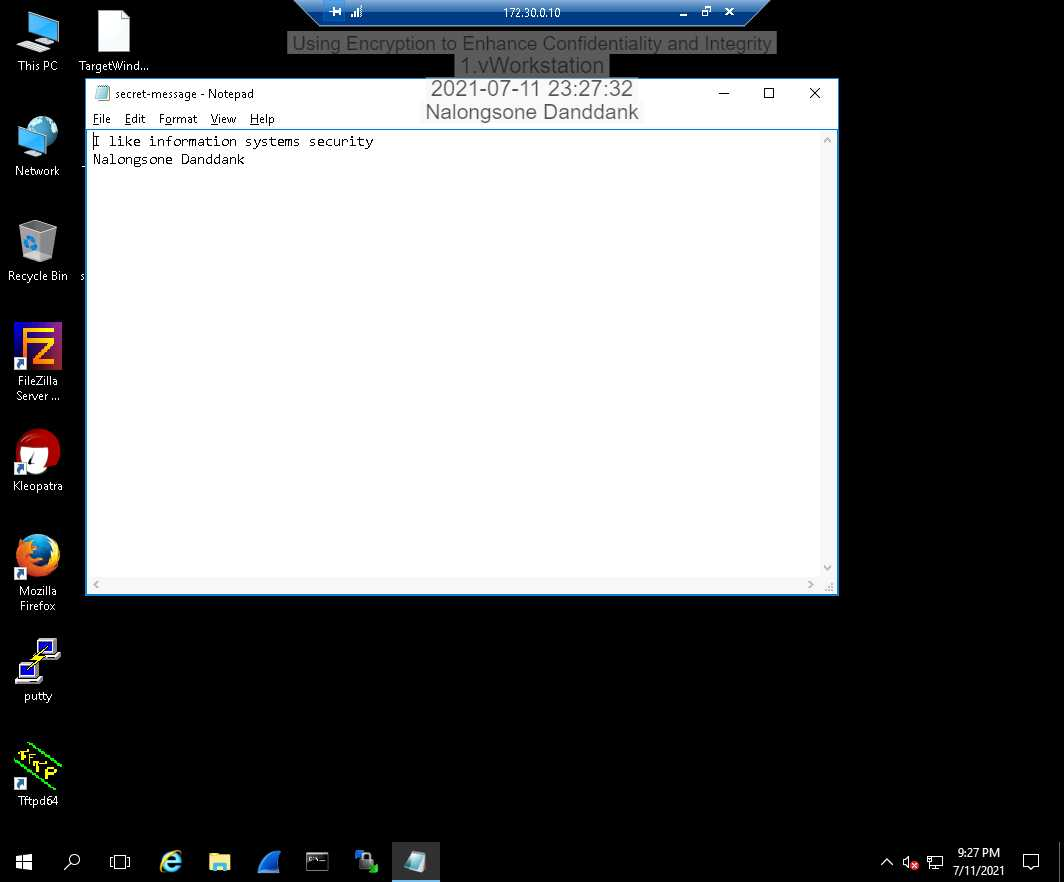 172.30.0.10
Using Encryption to Enhance Confidentiality and Integrity
1.vWorkstation
2021-07-11 23:27:32
Nalongsone Danddank
This PC
TargetWind...
secret-message - Notepad
File Edit Format View Help
I like information systems security
Nalongsone Danddank
Network
Recycle Bin
s
FileZilla
Server ...
Kleopatra
Mozilla
Firefox
putty
Tftpd64
9:27 PM
7/11/2021